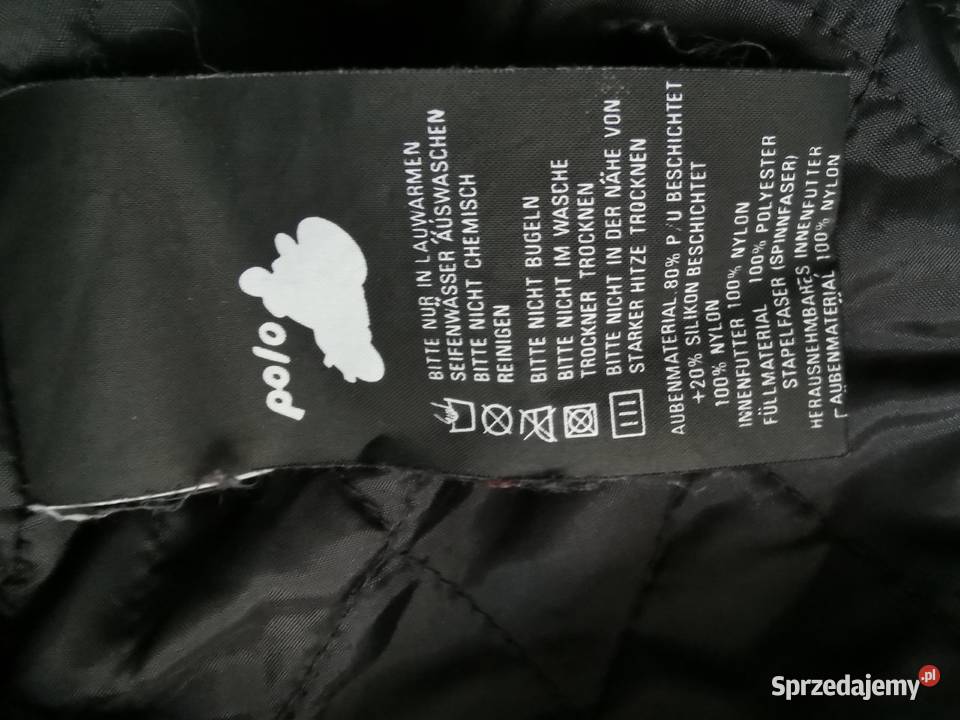 polo
BITTE NUR IN LAUWARMEN
SEIFENWÄSSER AUSWASCHEN
BITTE NICHT CHEMISCH
REINIGEN
BITTE NICHT BUGELN
BITTE NICHT IM WASCHE
TROCKNER TROCKNEN
BITTE NICHT IN DER NÄHE VON
STARKER HITZE TROCKNEN
AUBENMATERIAL 80% P/U BESCHICHTET
+20% SILIKON BESCHICHTET
100% NYLON
INNENFUTTER 100% NYLON
FÜLLMATERIAL 100% POLYESTER
STAPELFASER (SPINNFASER)
HERAUSNEHMBARES INNENFUTTER
AUBENMATERIAL 100% NYLON
Sprzedajemy.pl